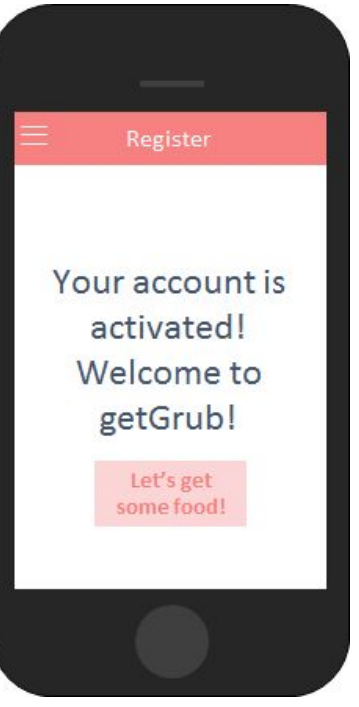 Register
Your account is
activated!
Welcome to
getGrub!
Let's get
some food!